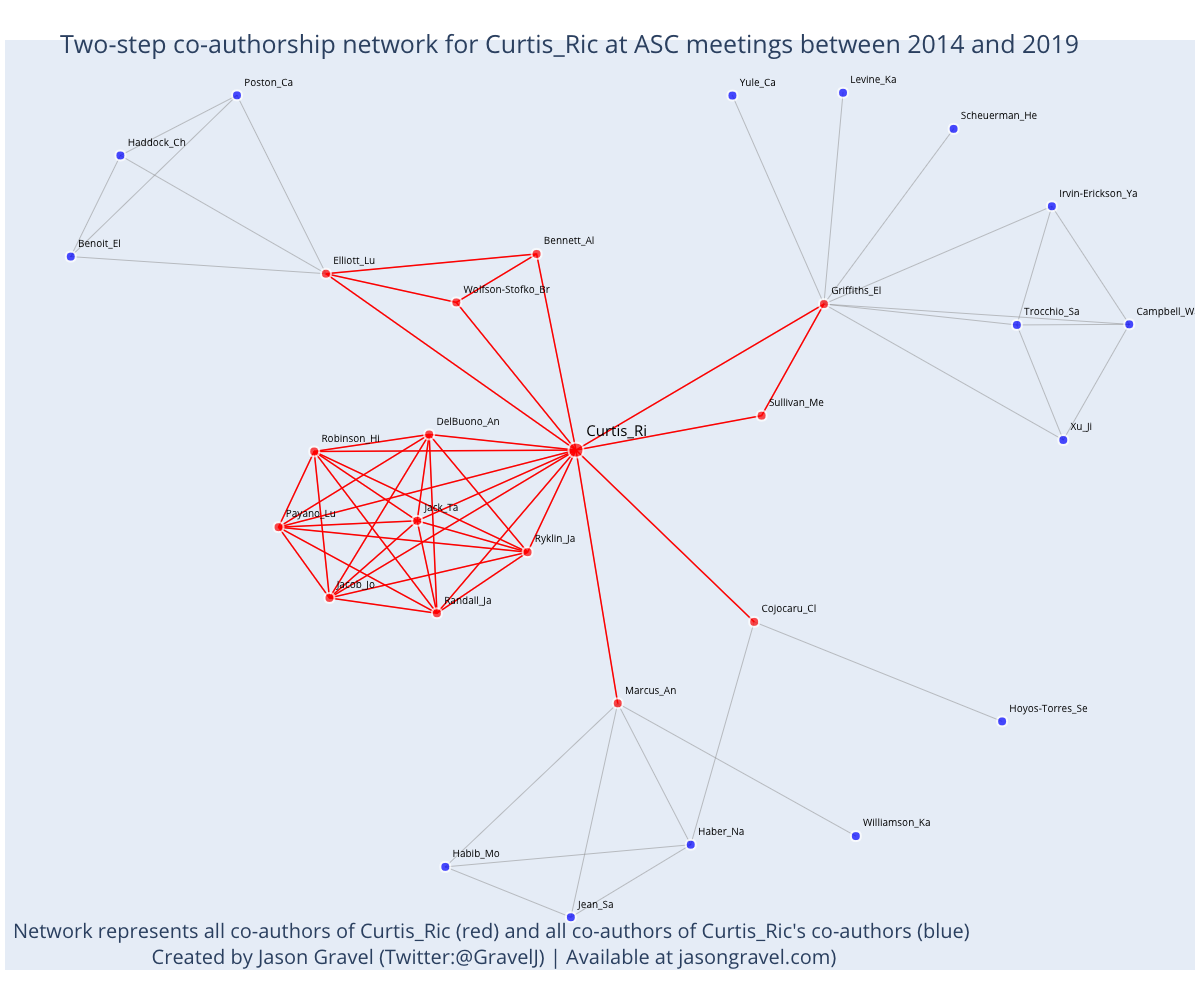 Two-step co-authorship network for Curtis_Ric at ASC meetings between 2014 and 2019
Poston_Ca
Yule_Ca
Levine_Ka
Scheuerman_He
Haddock_Ch
Irvin-Erickson_Ya
Benoit_El
Bennett_Al
Elliott_Lu
Wolfson-Stofko_Br
Griffiths_El
Trocchio_Sa
Campbell_W
Sullivan_Me
DelBuono_An
Xu_Ji
Curtis_Ri
Robinson_Hi
Payano_Lu
Jack_Ta
Ryklin_Ja
Jacob_Jo
Randall_Ja
Cojocaru_Cl
Marcus_An
Hoyos-Torres_Se
Williamson_Ka
Haber_Na
Habib_Mo
Jean_Sa
Network represents all co-authors of Curtis_Ric (red) and all co-authors of Curtis_Ric's co-authors (blue)
Created by Jason Gravel (Twitter:@GravelJ) | Available at jasongravel.com)